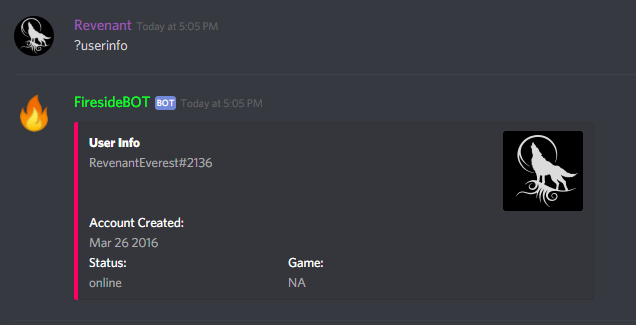 Revenant Today at 5:05 PM
?userinfo
FiresideBOT BOT Today at 5:05 PM
User Info
RevenantEverest#2136
Account Created:
Mar 26 2016
Status: Game:
online NA